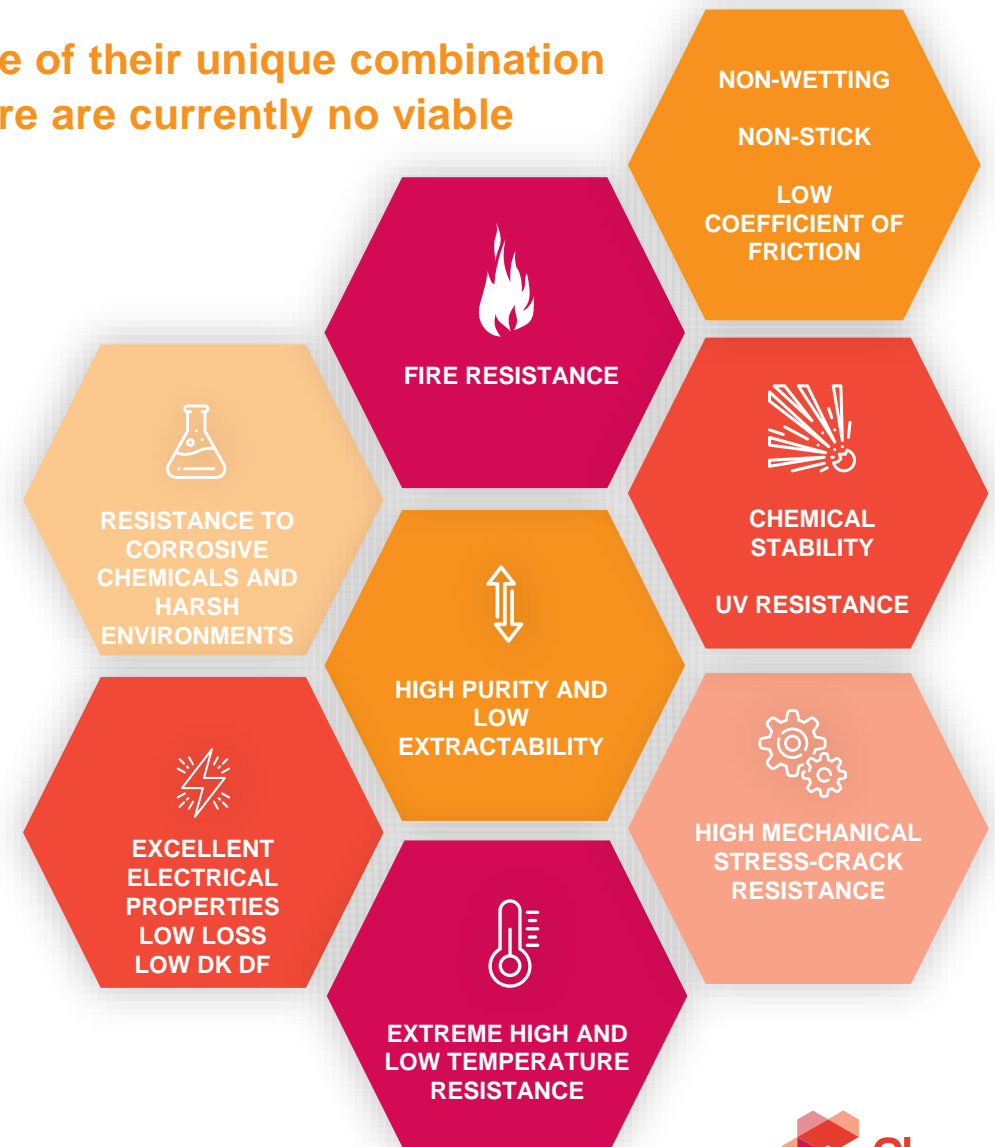 e of their unique combination
re are currently no viable
NON-WETTING
NON-STICK
LOW
COEFFICIENT OF
FRICTION
FIRE RESISTANCE
RESISTANCE TO
CORROSIVE
CHEMICALS AND
HARSH
ENVIRONMENTS
CHEMICAL
STABILITY
UV RESISTANCE
HIGH PURITY AND
LOW
EXTRACTABILITY
EXCELLENT
ELECTRICAL
PROPERTIES
LOW LOSS
LOW DK DF
HIGH MECHANICAL
STRESS-CRACK
RESISTANCE
EXTREME HIGH AND
LOW TEMPERATURE
RESISTANCE